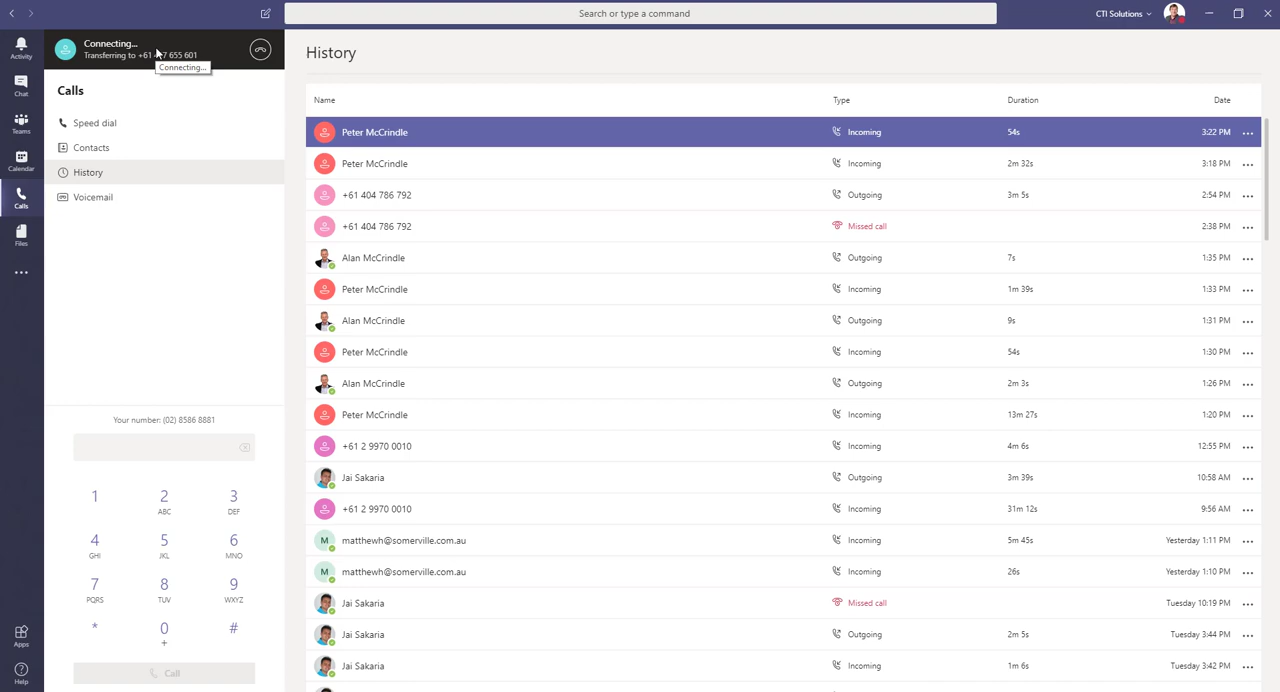 Search or type a command
CTI Solutions
Activity
Chat
Teams
Calendar
Calls
Files
Apps
Help
Connecting...
Transferring to +61 7 655 601
Connecting...
Calls
Speed dial
Contacts
History
Voicemail
Your number: (02) 8586 8881
1 2 3
ABC DEF
4 5 6
GHI JKL MNO
7 8 9
PQRS TUV WXYZ
* 0 #
+
Call
History
Name Type Duration Date
Peter McCrindle Incoming 54s 3:22 PM ...
Peter McCrindle Incoming 2m 32s 3:18 PM ...
+61 404 786 792 Outgoing 3m 5s 2:54 PM ...
+61 404 786 792 Missed call 2:38 PM ...
Alan McCrindle Outgoing 7s 1:35 PM ...
Peter McCrindle Incoming 1m 39s 1:33 PM ...
Alan McCrindle Outgoing 9s 1:31 PM ...
Peter McCrindle Incoming 54s 1:30 PM ...
Alan McCrindle Outgoing 2m 3s 1:26 PM ...
Peter McCrindle Incoming 13m 27s 1:20 PM ...
+61 2 9970 0010 Incoming 4m 6s 12:55 PM ...
Jai Sakaria Outgoing 3m 39s 10:58 AM ...
+61 2 9970 0010 Incoming 31m 12s 9:56 AM ...
M matthewh@somerville.com.au Incoming 5m 45s Yesterday 1:11 PM ...
M matthewh@somerville.com.au Incoming 26s Yesterday 1:10 PM ...
Jai Sakaria Missed call Tuesday 10:19 PM ...
Jai Sakaria Outgoing 2m 5s Tuesday 3:44 PM ...
Jai Sakaria Incoming 1m 6s Tuesday 3:42 PM ...